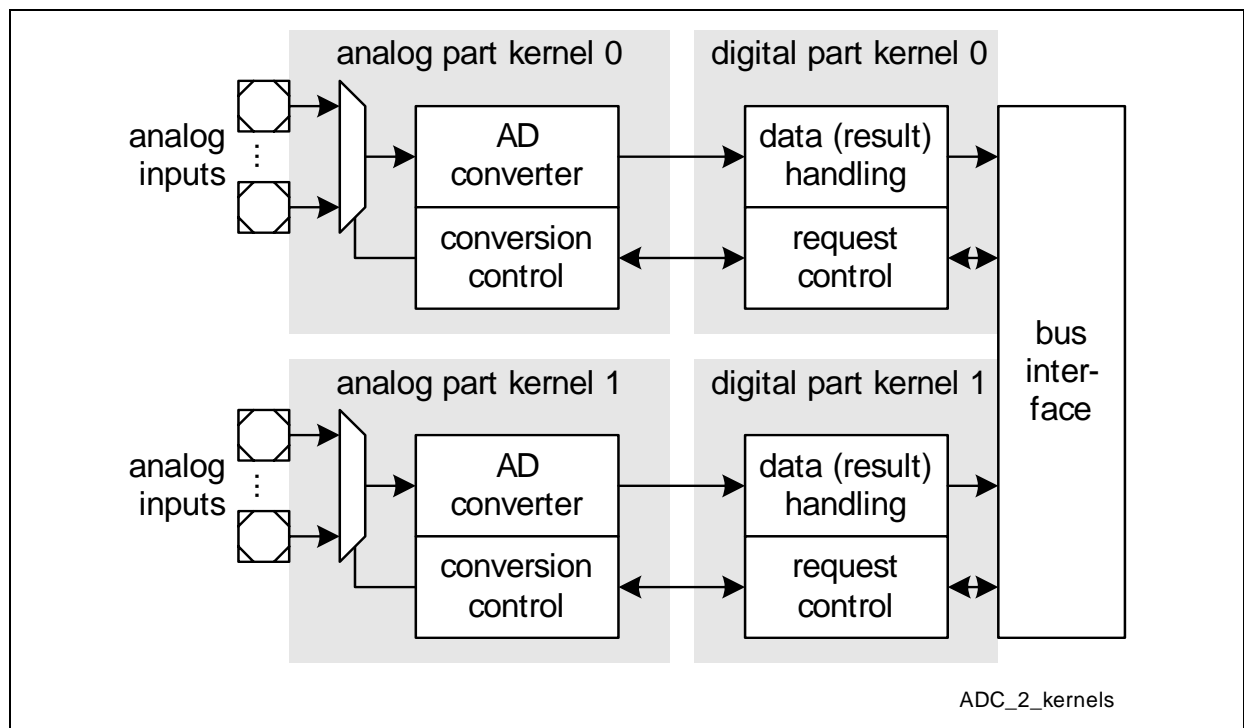 analog part kernel 0
digital part kernel 0
analog
inputs
AD
converter
data (result)
handling
conversion
control
request
control
bus
inter-
face
analog part kernel 1
digital part kernel 1
analog
inputs
AD
converter
data (result)
handling
conversion
control
request
control
ADC_2_kernels